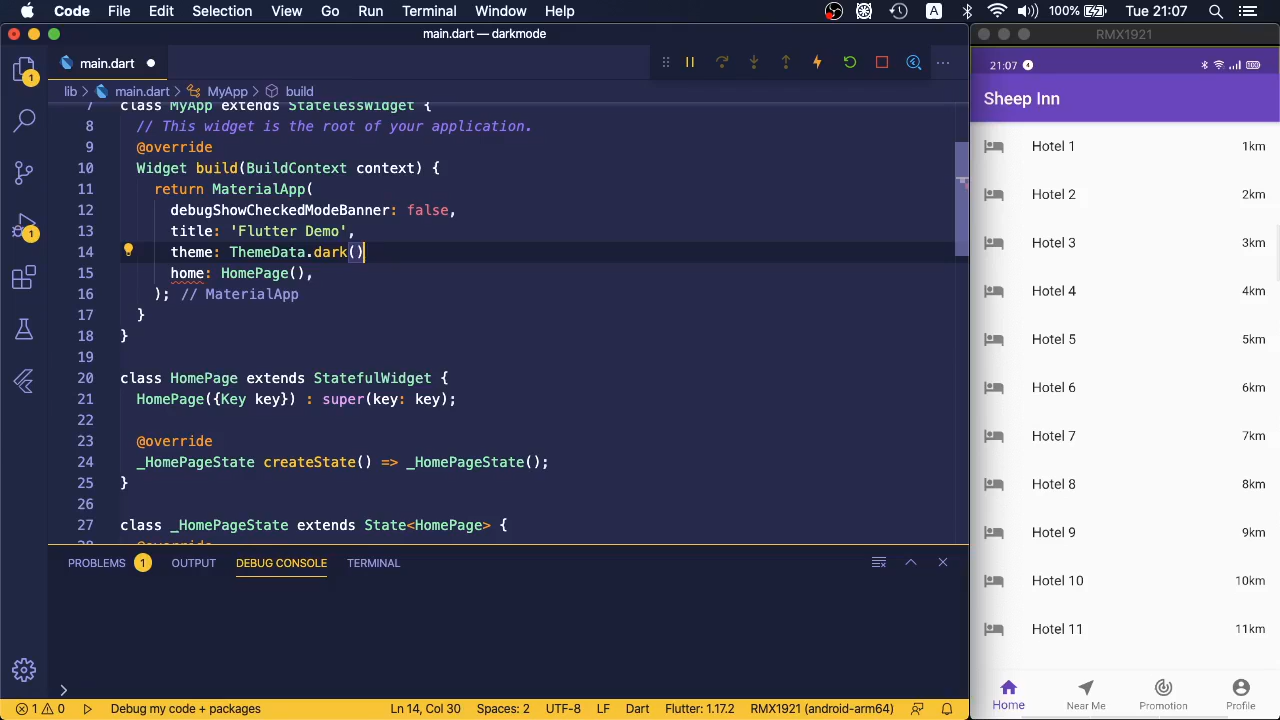 Code File Edit Selection View Go Run Terminal Window Help
A 100% Tue 21:07
main.dart — darkmode
main.dart
lib > main.dart > MyApp > build
7 class MyApp extends StatelessWidget {
8 // This widget is the root of your application.
9 @override
10 Widget build(BuildContext context) {
11 return MaterialApp(
12 debugShowCheckedModeBanner: false,
13 title: 'Flutter Demo',
14 theme: ThemeData.dark()
15 home: HomePage(),
16 ); // MaterialApp
17 }
18 }
19
20 class HomePage extends StatefulWidget {
21 HomePage({Key key}) : super(key: key);
22
23 @override
24 _HomePageState createState() => _HomePageState();
25 }
26
27 class _HomePageState extends State<HomePage> {
28 @override
1
1
PROBLEMS 1 OUTPUT DEBUG CONSOLE TERMINAL
>
1 0 Debug my code + packages Ln 14, Col 30 Spaces: 2 UTF-8 LF Dart Flutter: 1.17.2 RMX1921 (android-arm64)
RMX1921
21:07 4
Sheep Inn
Hotel 1 1km
Hotel 2 2km
Hotel 3 3km
Hotel 4 4km
Hotel 5 5km
Hotel 6 6km
Hotel 7 7km
Hotel 8 8km
Hotel 9 9km
Hotel 10 10km
Hotel 11 11km
Home Near Me Promotion Profile